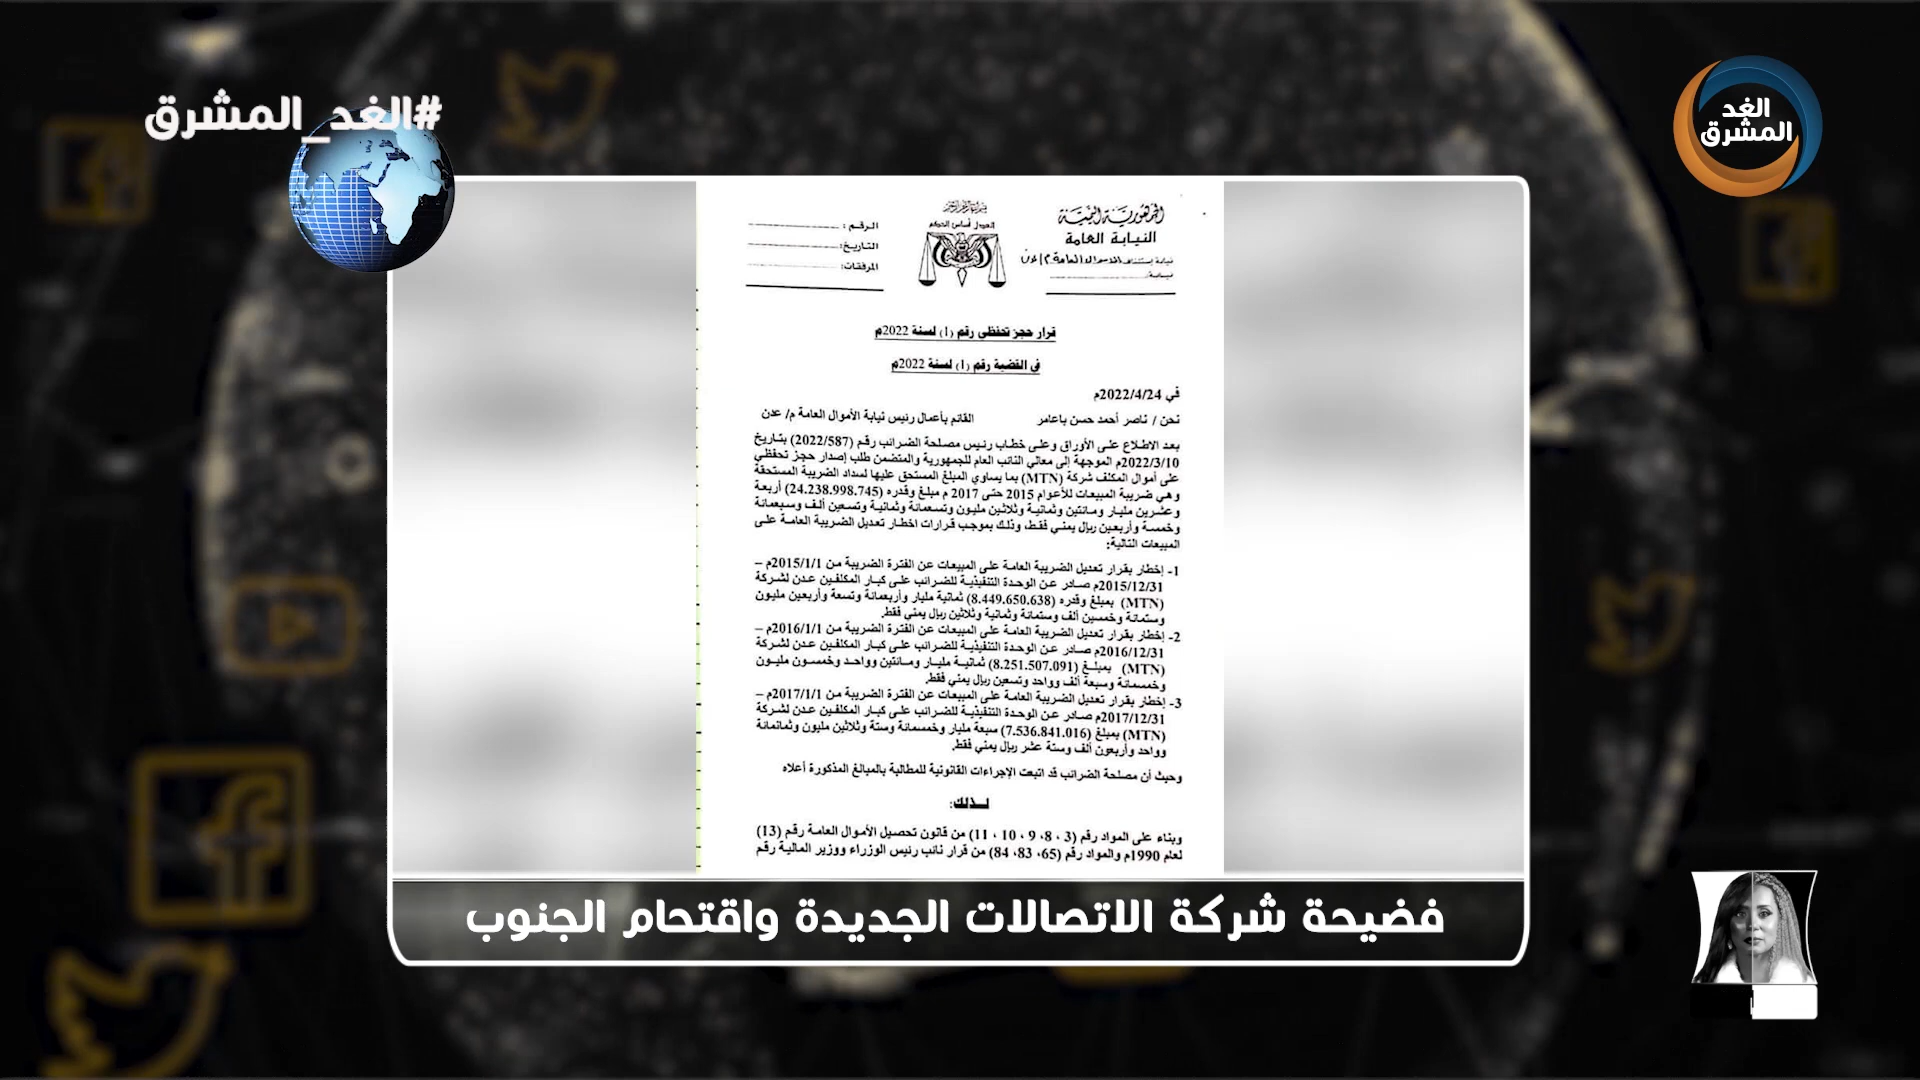 #الغد_المشرق
الغد
المشرق
الجمهورية اليمنية
النيابة العامة
نيابة استئناف الاموال العامة م/عدن
نيابة:
العدل أساس الحكم
الرقم :
التاريخ:
المرفقات:
قرار حجز تحفظي رقم (1) لسنة 2022م
في القضية رقم (1) لسنة 2022م
في 2022/4/24م
نحن / ناصر أحمد حسن باعامر القائم بأعمال رئيس نيابة الأموال العامة م/ عدن
بعد الاطلاع على الأوراق وعلى خطاب رئيس مصلحة الضرائب رقم (2022/587) بتاريخ
2022/3/10م الموجهة إلى معالي النائب العام للجمهورية والمتضمن طلب إصدار حجز تحفظي
على أموال المكلف شركة (MTN) بما يساوي المبلغ المستحق عليها لسداد الضريبة المستحقة
وهي ضريبة المبيعات للأعوام 2015 حتى 2017 م مبلغ وقدره (24.238.998.745) أربعة
وعشرين مليار ومائتين وثمانية وثلاثين مليون وتسعمائة وثمانية وتسعين ألف وسبعمائة
وخمسة وأربعين ريال يمني فقط، وذلك بموجب قرارات اخطار تعديل الضريبة العامة على
المبيعات التالية:
1- إخطار بقرار تعديل الضريبة العامة على المبيعات عن الفترة الضريبة من 2015/1/1م –
2015/12/31م صادر عن الوحدة التنفيذية للضرائب على كبار المكلفين عدن لشركة
(MTN) بمبلغ وقدره (8.449.650.638) ثمانية مليار وأربعمائة وتسعة وأربعين مليون
وستمائة وخمسين ألف وستمائة وثمانية وثلاثين ريال يمني فقط.
2- إخطار بقرار تعديل الضريبة العامة على المبيعات عن الفترة الضريبة من 2016/1/1م –
2016/12/31م صادر عن الوحدة التنفيذية للضرائب على كبار المكلفين عدن لشركة
(MTN) بمبلغ (8.251.507.091) ثمانية مليار ومائتين وواحد وخمسون مليون
وخمسمائة وسبعة ألف وواحد وتسعين ريال يمني فقط.
3- إخطار بقرار تعديل الضريبة العامة على المبيعات عن الفترة الضريبة من 2017/1/1م –
2017/12/31م صادر عن الوحدة التنفيذية للضرائب على كبار المكلفين عدن لشركة
(MTN) بمبلغ (7.536.841.016) سبعة مليار وخمسمائة وستة وثلاثين مليون وثمانمائة
وواحد وأربعون ألف وستة عشر ريال يمني فقط.
وحيث أن مصلحة الضرائب قد اتبعت الإجراءات القانونية للمطالبة بالمبالغ المذكورة أعلاه
لــذلك:
وبناء على المواد رقم (3 ،8، 9 ، 10 ، 11) من قانون تحصيل الأموال العامة رقم (13)
لعام 1990م والمواد رقم (65، 83، 84) من قرار نائب رئيس الوزراء ووزير المالية رقم
فضيحة شركة الاتصالات الجديدة واقتحام الجنوب